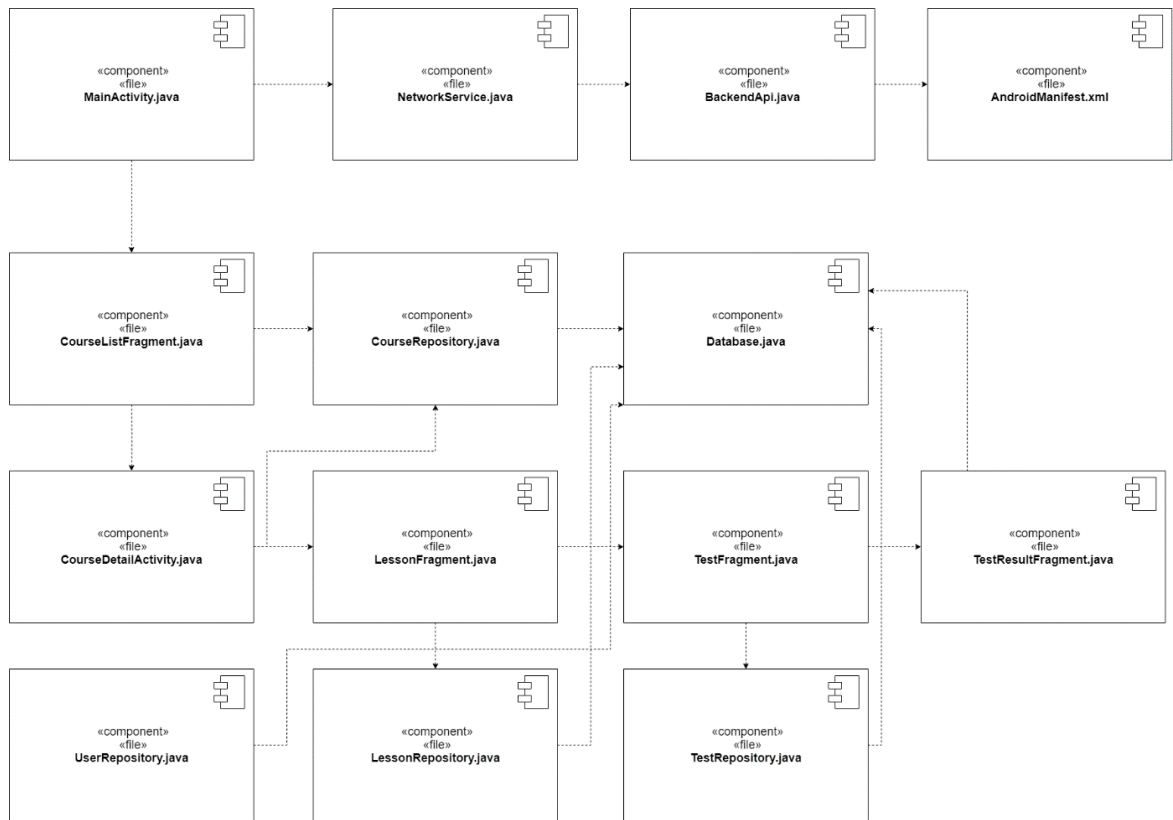 «component»
«file»
MainActivity.java
«component»
«file»
NetworkService.java
«component»
«file»
BackendApi.java
«component»
«file»
AndroidManifest.xml
«component»
«file»
CourseListFragment.java
«component»
«file»
CourseRepository.java
«component»
«file»
Database.java
«component»
«file»
CourseDetailActivity.java
«component»
«file»
LessonFragment.java
«component»
«file»
TestFragment.java
«component»
«file»
TestResultFragment.java
«component»
«file»
UserRepository.java
«component»
«file»
LessonRepository.java
«component»
«file»
TestRepository.java